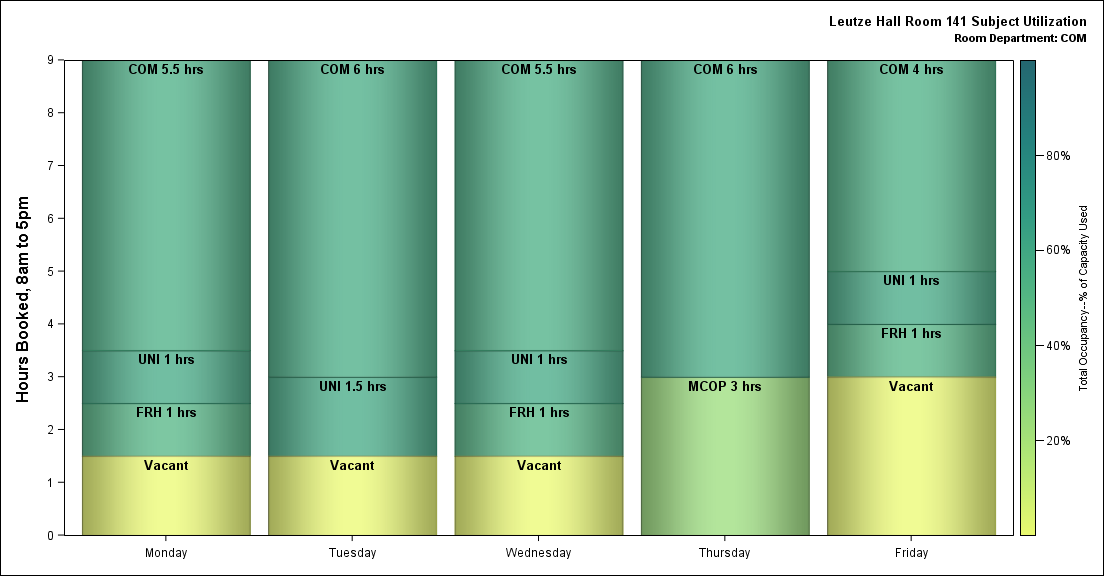 Leutze Hall Room 141 Subject Utilization
Room Department: COM
Hours Booked, 8am to 5pm
9
8
7
6
5
4
3
2
1
0
COM 5.5 hrs
UNI 1 hrs
FRH 1 hrs
Vacant
COM 6 hrs
UNI 1.5 hrs
Vacant
COM 5.5 hrs
UNI 1 hrs
FRH 1 hrs
Vacant
COM 6 hrs
MCOP 3 hrs
COM 4 hrs
UNI 1 hrs
FRH 1 hrs
Vacant
Monday
Tuesday
Wednesday
Thursday
Friday
80%
60%
40%
20%
Total Occupancy--% of Capacity Used